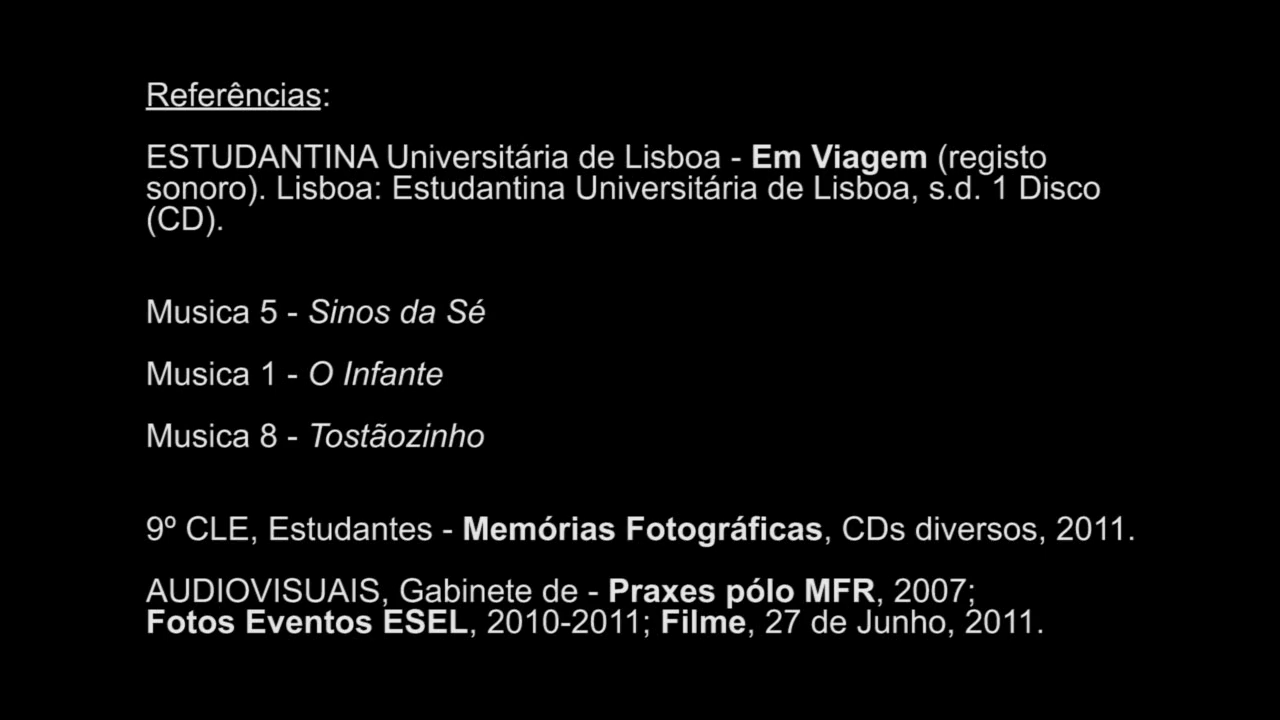 Referências:
ESTUDANTINA Universitária de Lisboa - Em Viagem (registo
sonoro). Lisboa: Estudantina Universitária de Lisboa, s.d. 1 Disco
(CD).
Musica 5 - Sinos da Sé
Musica 1 - O Infante
Musica 8 - Tostãozinho
9º CLE, Estudantes - Memórias Fotográficas, CDs diversos, 2011.
AUDIOVISUAIS, Gabinete de - Praxes pólo MFR, 2007;
Fotos Eventos ESEL, 2010-2011; Filme, 27 de Junho, 2011.